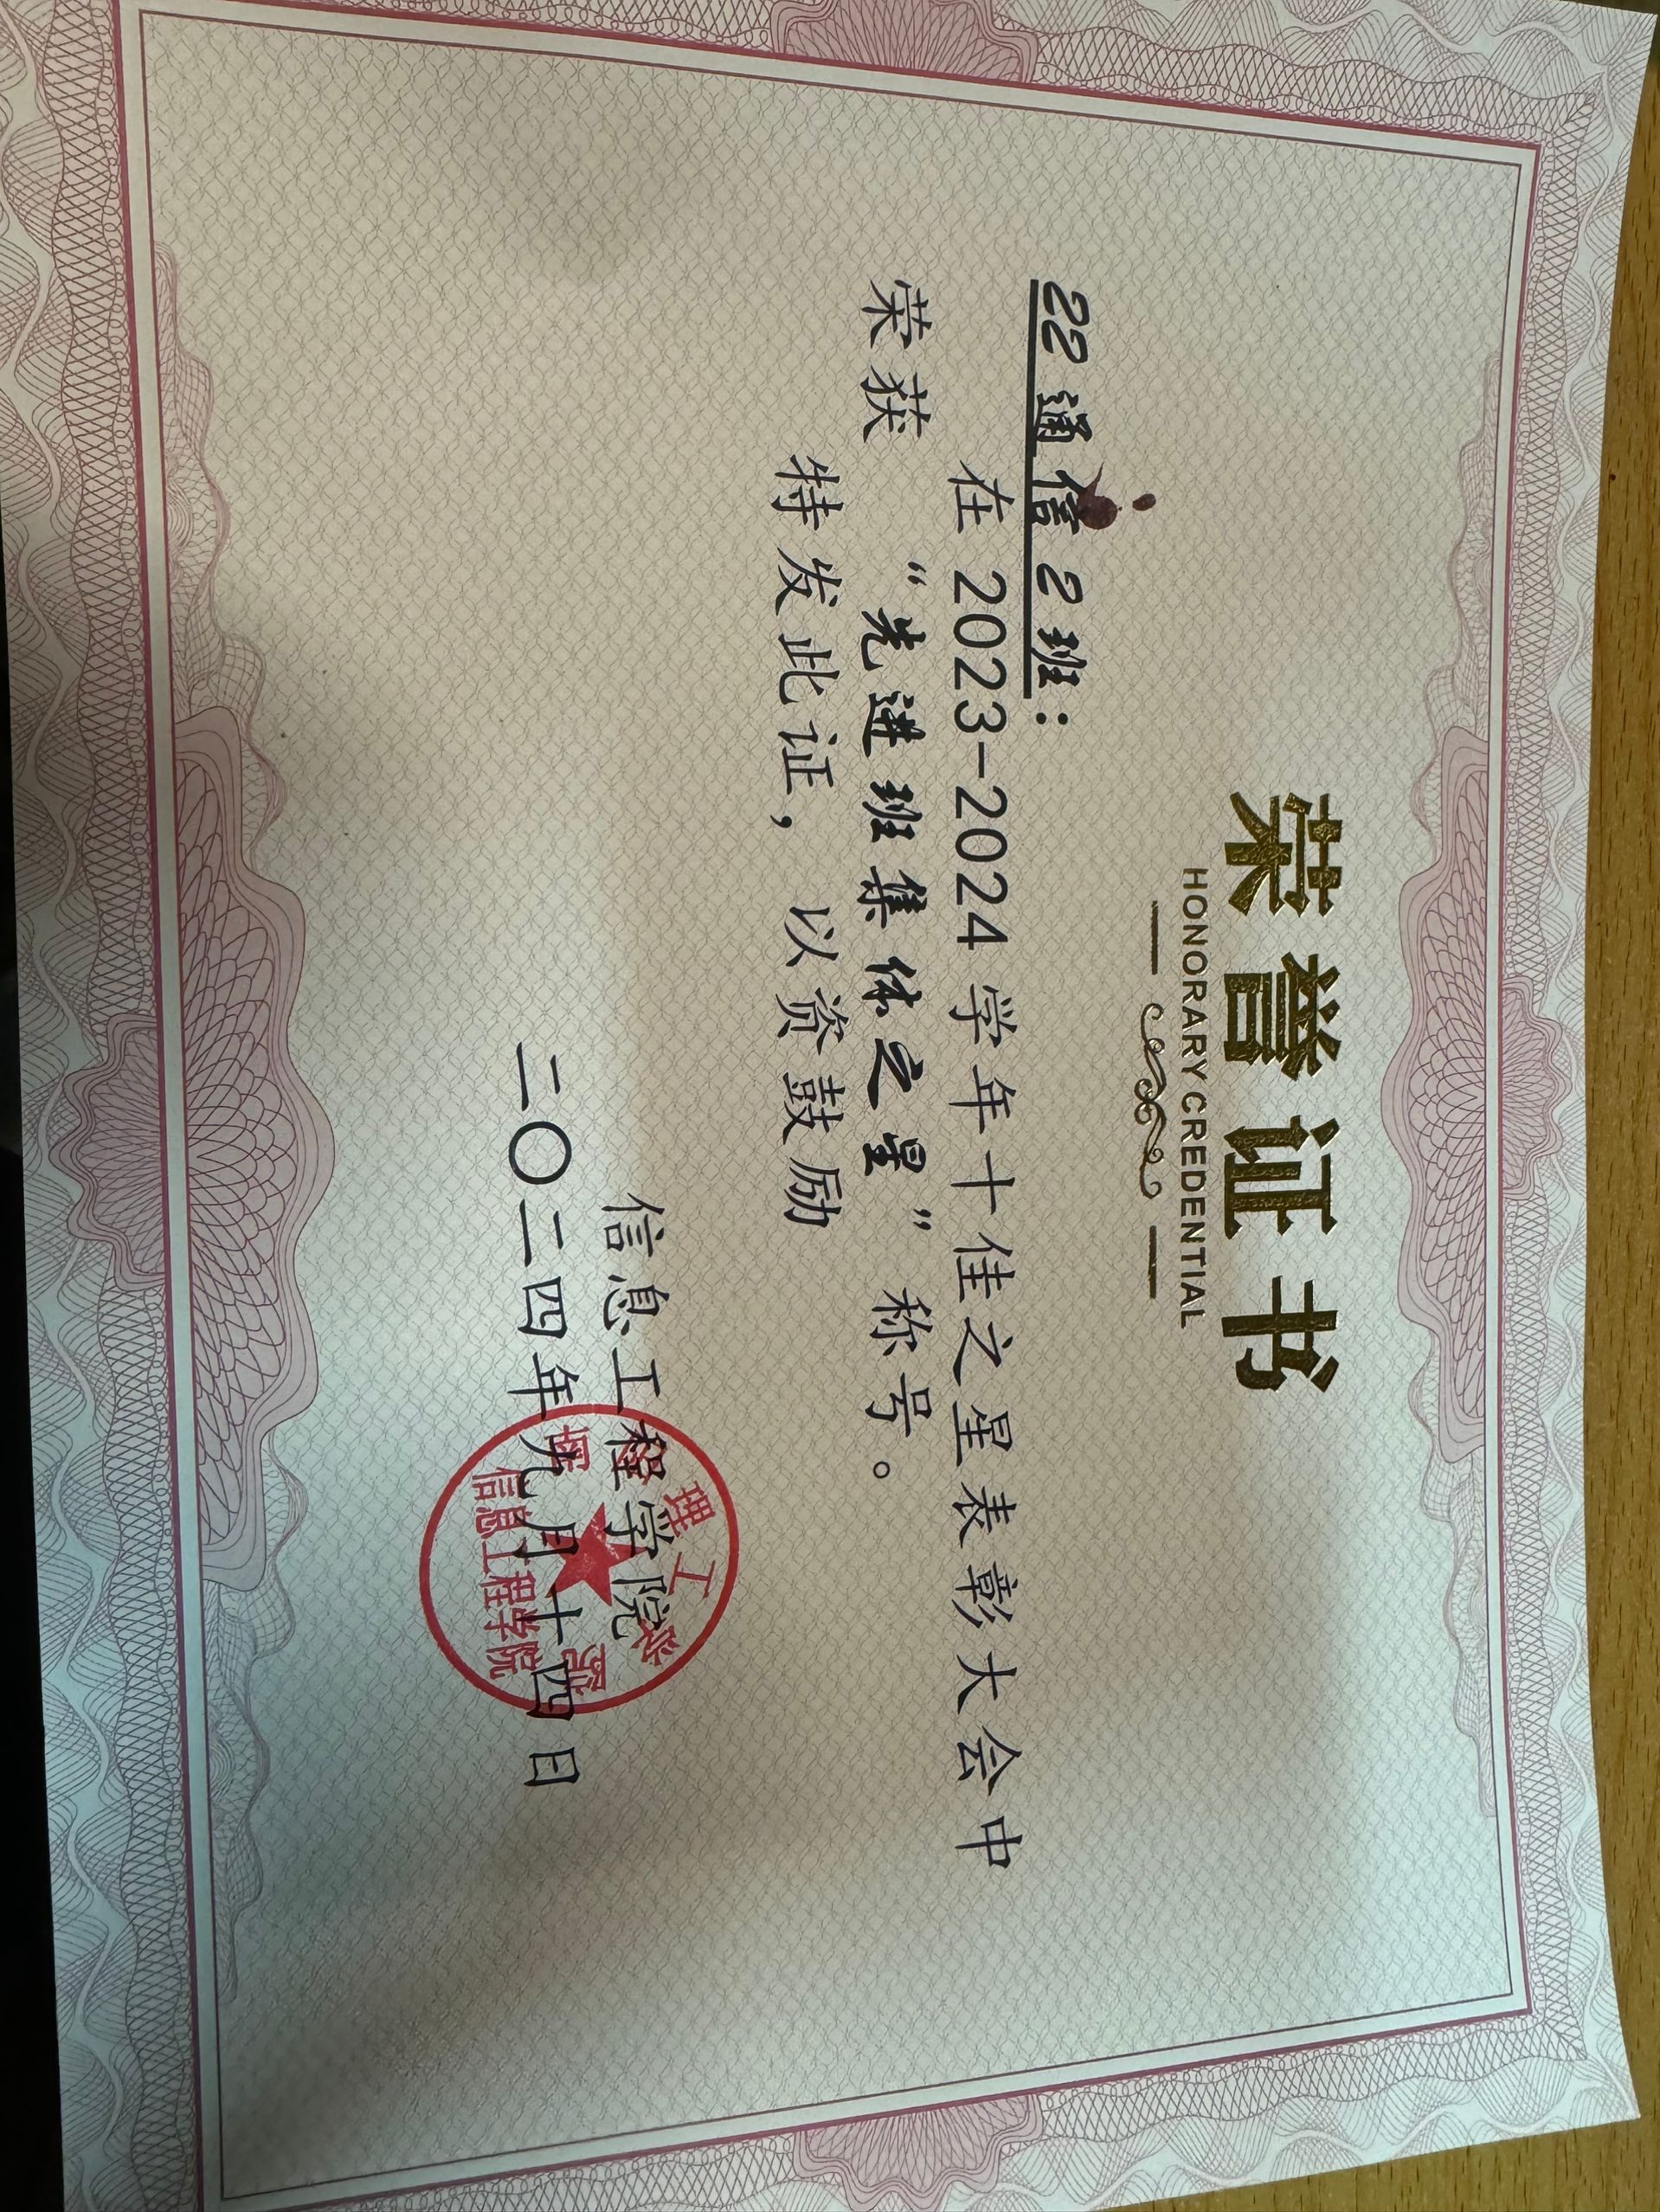 荣誉证书
HONORARY CREDENTIAL
22 通信 2 班：
在 2023-2024 学年十佳之星表彰大会中
荣获 “先进班集体之星” 称号。
特发此证，以资鼓励
信息工程学院
二〇二四年九月十四日
理工学院
信息工程学院